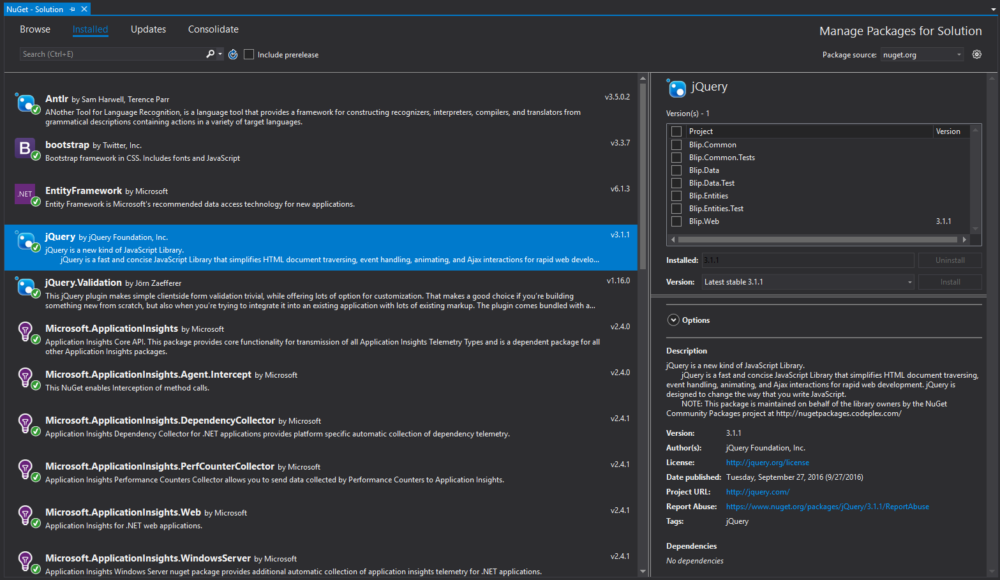 NuGet - Solution
Browse Installed Updates Consolidate
Manage Packages for Solution
Search (Ctrl+E)
Include prerelease
Package source: nuget.org
Antlr by Sam Harwell, Terence Parr v3.5.0.2
ANother Tool for Language Recognition, is a language tool that provides a framework for constructing recognizers, interpreters, compilers, and translators from
grammatical descriptions containing actions in a variety of target languages.
B
bootstrap by Twitter, Inc. v3.3.7
Bootstrap framework in CSS. Includes fonts and JavaScript
.NET
EntityFramework by Microsoft v6.1.3
Entity Framework is Microsoft's recommended data access technology for new applications.
jQuery by jQuery Foundation, Inc. v3.1.1
jQuery is a new kind of JavaScript Library.
jQuery is a fast and concise JavaScript Library that simplifies HTML document traversing, event handling, animating, and Ajax interactions for rapid web develo...
jQuery.Validation by Jörn Zaefferer v1.16.0
This jQuery plugin makes simple clientside form validation trivial, while offering lots of option for customization. That makes a good choice if you're building
something new from scratch, but also when you're trying to integrate it into an existing application with lots of existing markup. The plugin comes bundled with a...
Microsoft.ApplicationInsights by Microsoft v2.4.0
Application Insights Core API. This package provides core functionality for transmission of all Application Insights Telemetry Types and is a dependent package for all
other Application Insights packages.
Microsoft.ApplicationInsights.Agent.Intercept by Microsoft v2.4.0
This NuGet enables Interception of method calls.
Microsoft.ApplicationInsights.DependencyCollector by Microsoft v2.4.1
Application Insights Dependency Collector for .NET applications provides platform specific automatic collection of dependency telemetry.
Microsoft.ApplicationInsights.PerfCounterCollector by Microsoft v2.4.1
Application Insights Performance Counters Collector allows you to send data collected by Performance Counters to Application Insights.
Microsoft.ApplicationInsights.Web by Microsoft v2.4.1
Application Insights for .NET web applications.
Microsoft.ApplicationInsights.WindowsServer by Microsoft v2.4.1
Application Insights Windows Server nuget package provides additional automatic collection of application insights telemetry for .NET applications.
jQuery
Version(s) - 1
Project Version
Blip.Common
Blip.Common.Tests
Blip.Data
Blip.Data.Test
Blip.Entities
Blip.Entities.Test
Blip.Web 3.1.1
Installed: 3.1.1 Uninstall
Version: Latest stable 3.1.1 Install
Options
Description
jQuery is a new kind of JavaScript Library.
jQuery is a fast and concise JavaScript Library that simplifies HTML document traversing,
event handling, animating, and Ajax interactions for rapid web development. jQuery is
designed to change the way that you write JavaScript.
NOTE: This package is maintained on behalf of the library owners by the NuGet
Community Packages project at http://nugetpackages.codeplex.com/
Version: 3.1.1
Author(s): jQuery Foundation, Inc.
License: http://jquery.org/license
Date published: Tuesday, September 27, 2016 (9/27/2016)
Project URL: http://jquery.com/
Report Abuse: https://www.nuget.org/packages/jQuery/3.1.1/ReportAbuse
Tags: jQuery
Dependencies
No dependencies